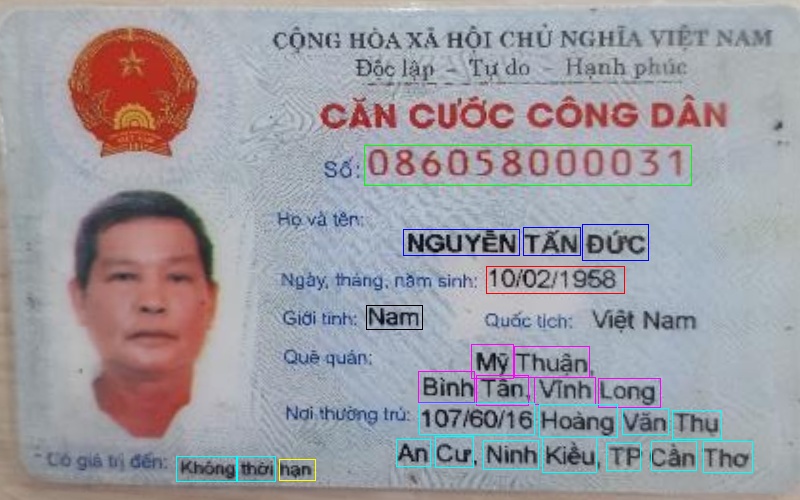 CỘNG HÒA XÃ HỘI CHỦ NGHĨA VIỆT NAM
Độc lập - Tự do - Hạnh phúc
CĂN CƯỚC CÔNG DÂN
Số: 086058000031
Họ và tên:
NGUYỄN TẤN ĐỨC
Ngày, tháng, năm sinh: 10/02/1958
Giới tính: Nam Quốc tịch: Việt Nam
Quê quán: Mỹ Thuận,
Bình Tân, Vĩnh Long
Nơi thường trú: 107/60/16 Hoàng Văn Thụ
An Cư, Ninh Kiều, TP Cần Thơ
Có giá trị đến: Không thời hạn